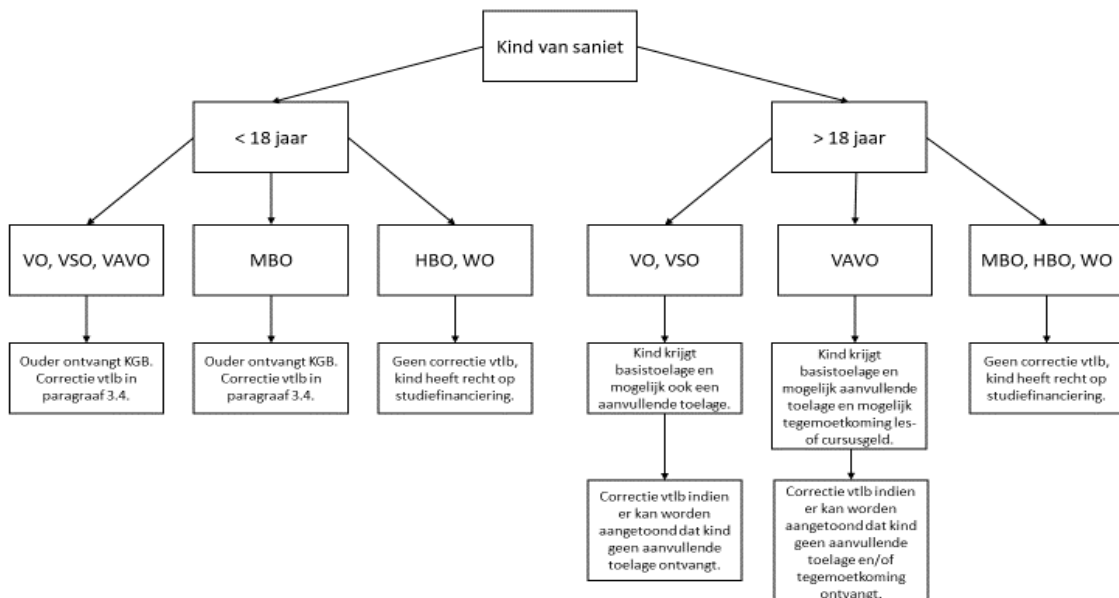 Kind van saniet
< 18 jaar
> 18 jaar
VO, VSO, VAVO
MBO
HBO, WO
VO, VSO
VAVO
MBO, HBO, WO
Ouder ontvangt KGB.
Correctie vtlb in
paragraaf 3.4.
Ouder ontvangt KGB.
Correctie vtlb in
paragraaf 3.4.
Geen correctie vtlb,
kind heeft recht op
studiefinanciering.
Kind krijgt
basistoelage en
mogelijk ook een
aanvullende toelage.
Kind krijgt
basistoelage en
mogelijk aanvullende
toelage en mogelijk
tegemoetkoming les-
of cursusgeld.
Geen correctie vtlb,
kind heeft recht op
studiefinanciering.
Correctie vtlb indien
er kan worden
aangetoond dat kind
geen aanvullende
toelage ontvangt.
Correctie vtlb indien
er kan worden
aangetoond dat kind
geen aanvullende
toelage en/of
tegemoetkoming
ontvangt.